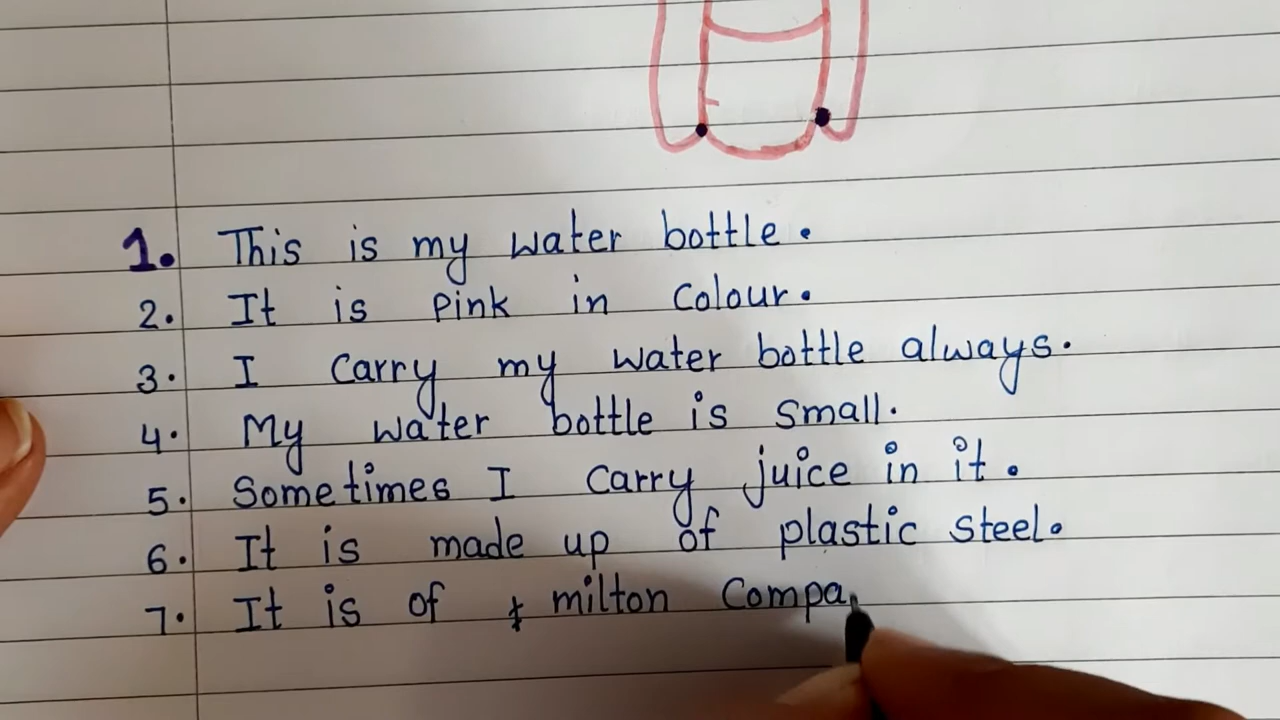 1. This is my water bottle.
2. It is pink in colour.
3. I carry my water bottle always.
4. My water bottle is small.
5. Sometimes I carry juice in it.
6. It is made up of plastic steel.
7. It is of milton Compa